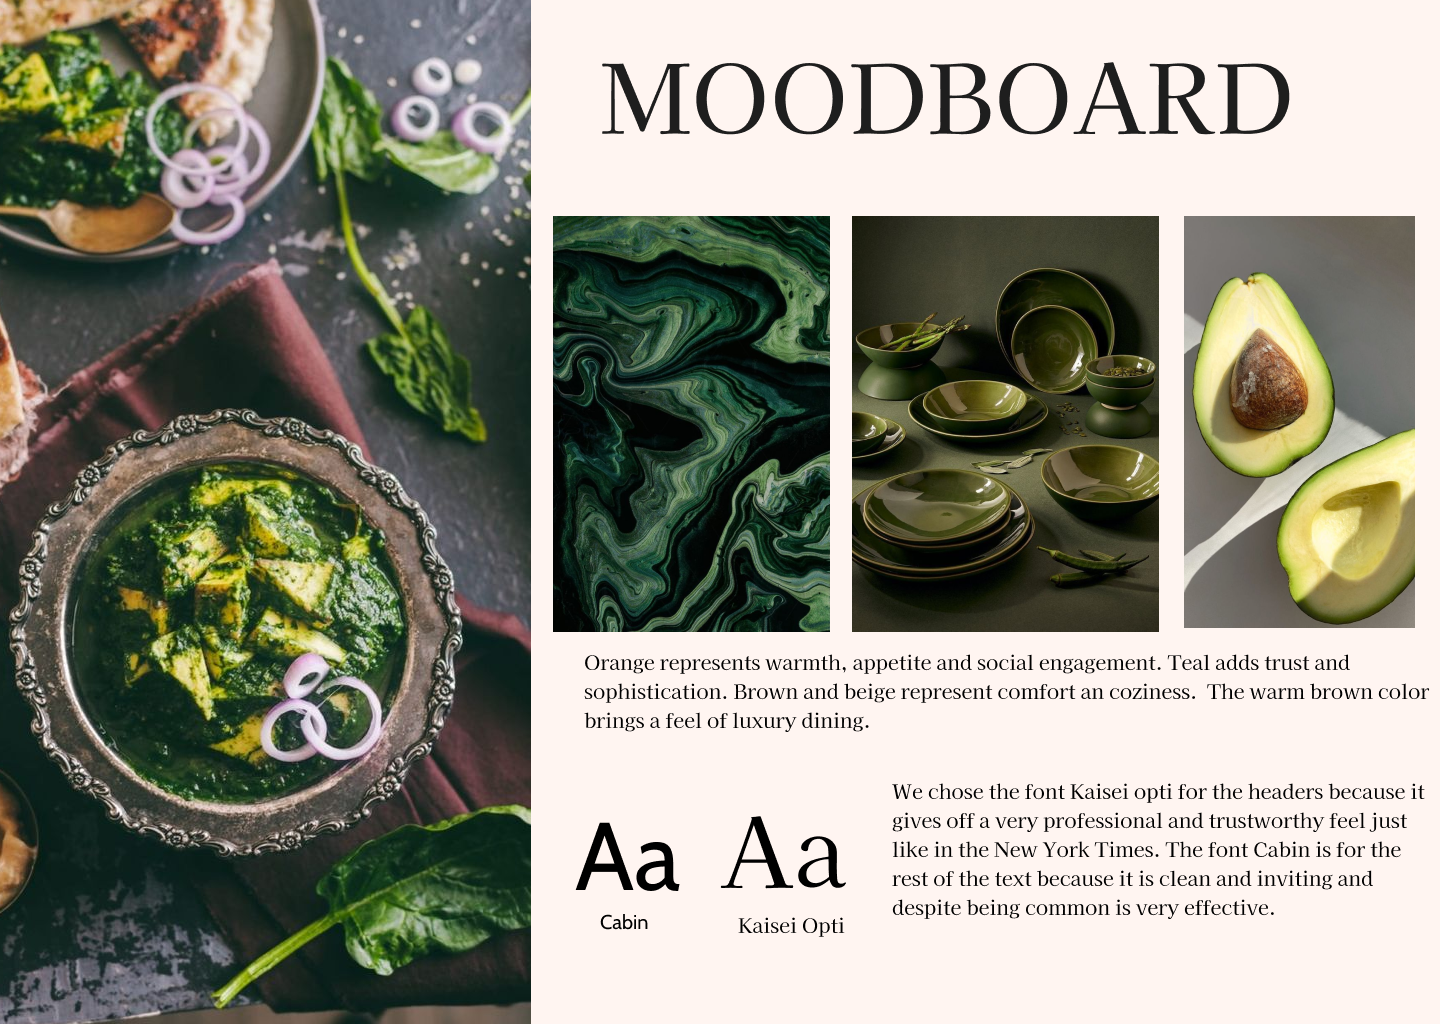 MOODBOARD
Orange represents warmth, appetite and social engagement. Teal adds trust and
sophistication. Brown and beige represent comfort an coziness.  The warm brown color
brings a feel of luxury dining.
We chose the font Kaisei opti for the headers because it
gives off a very professional and trustworthy feel just
like in the New York Times. The font Cabin is for the
rest of the text because it is clean and inviting and
despite being common is very effective.
Aa Aa
Cabin Kaisei Opti